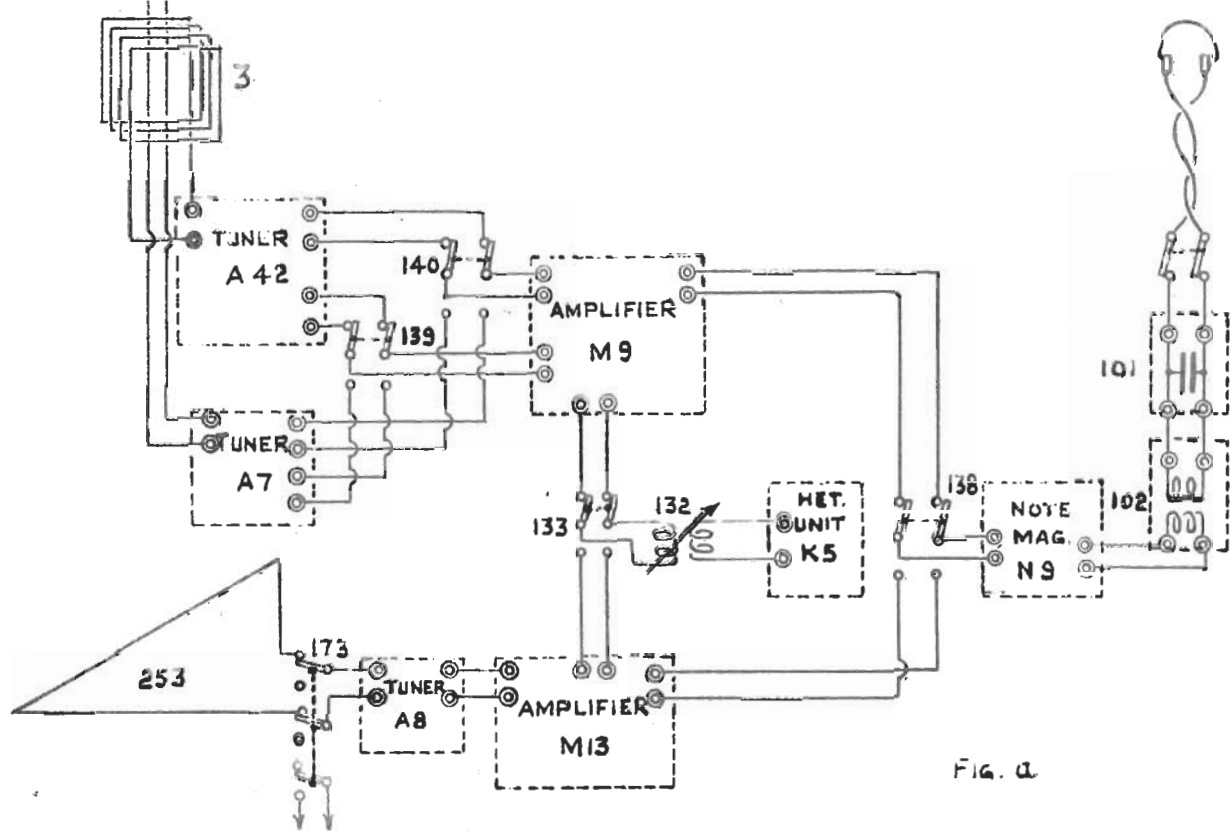 3
TUNER
A 42
140
139
AMPLIFIER
M9
TUNER
A7
133
132
HET.
UNIT
K5
138
NOTE
MAG.
N9
101
102
253
173
TUNER
A8
AMPLIFIER
M13
FIG. a